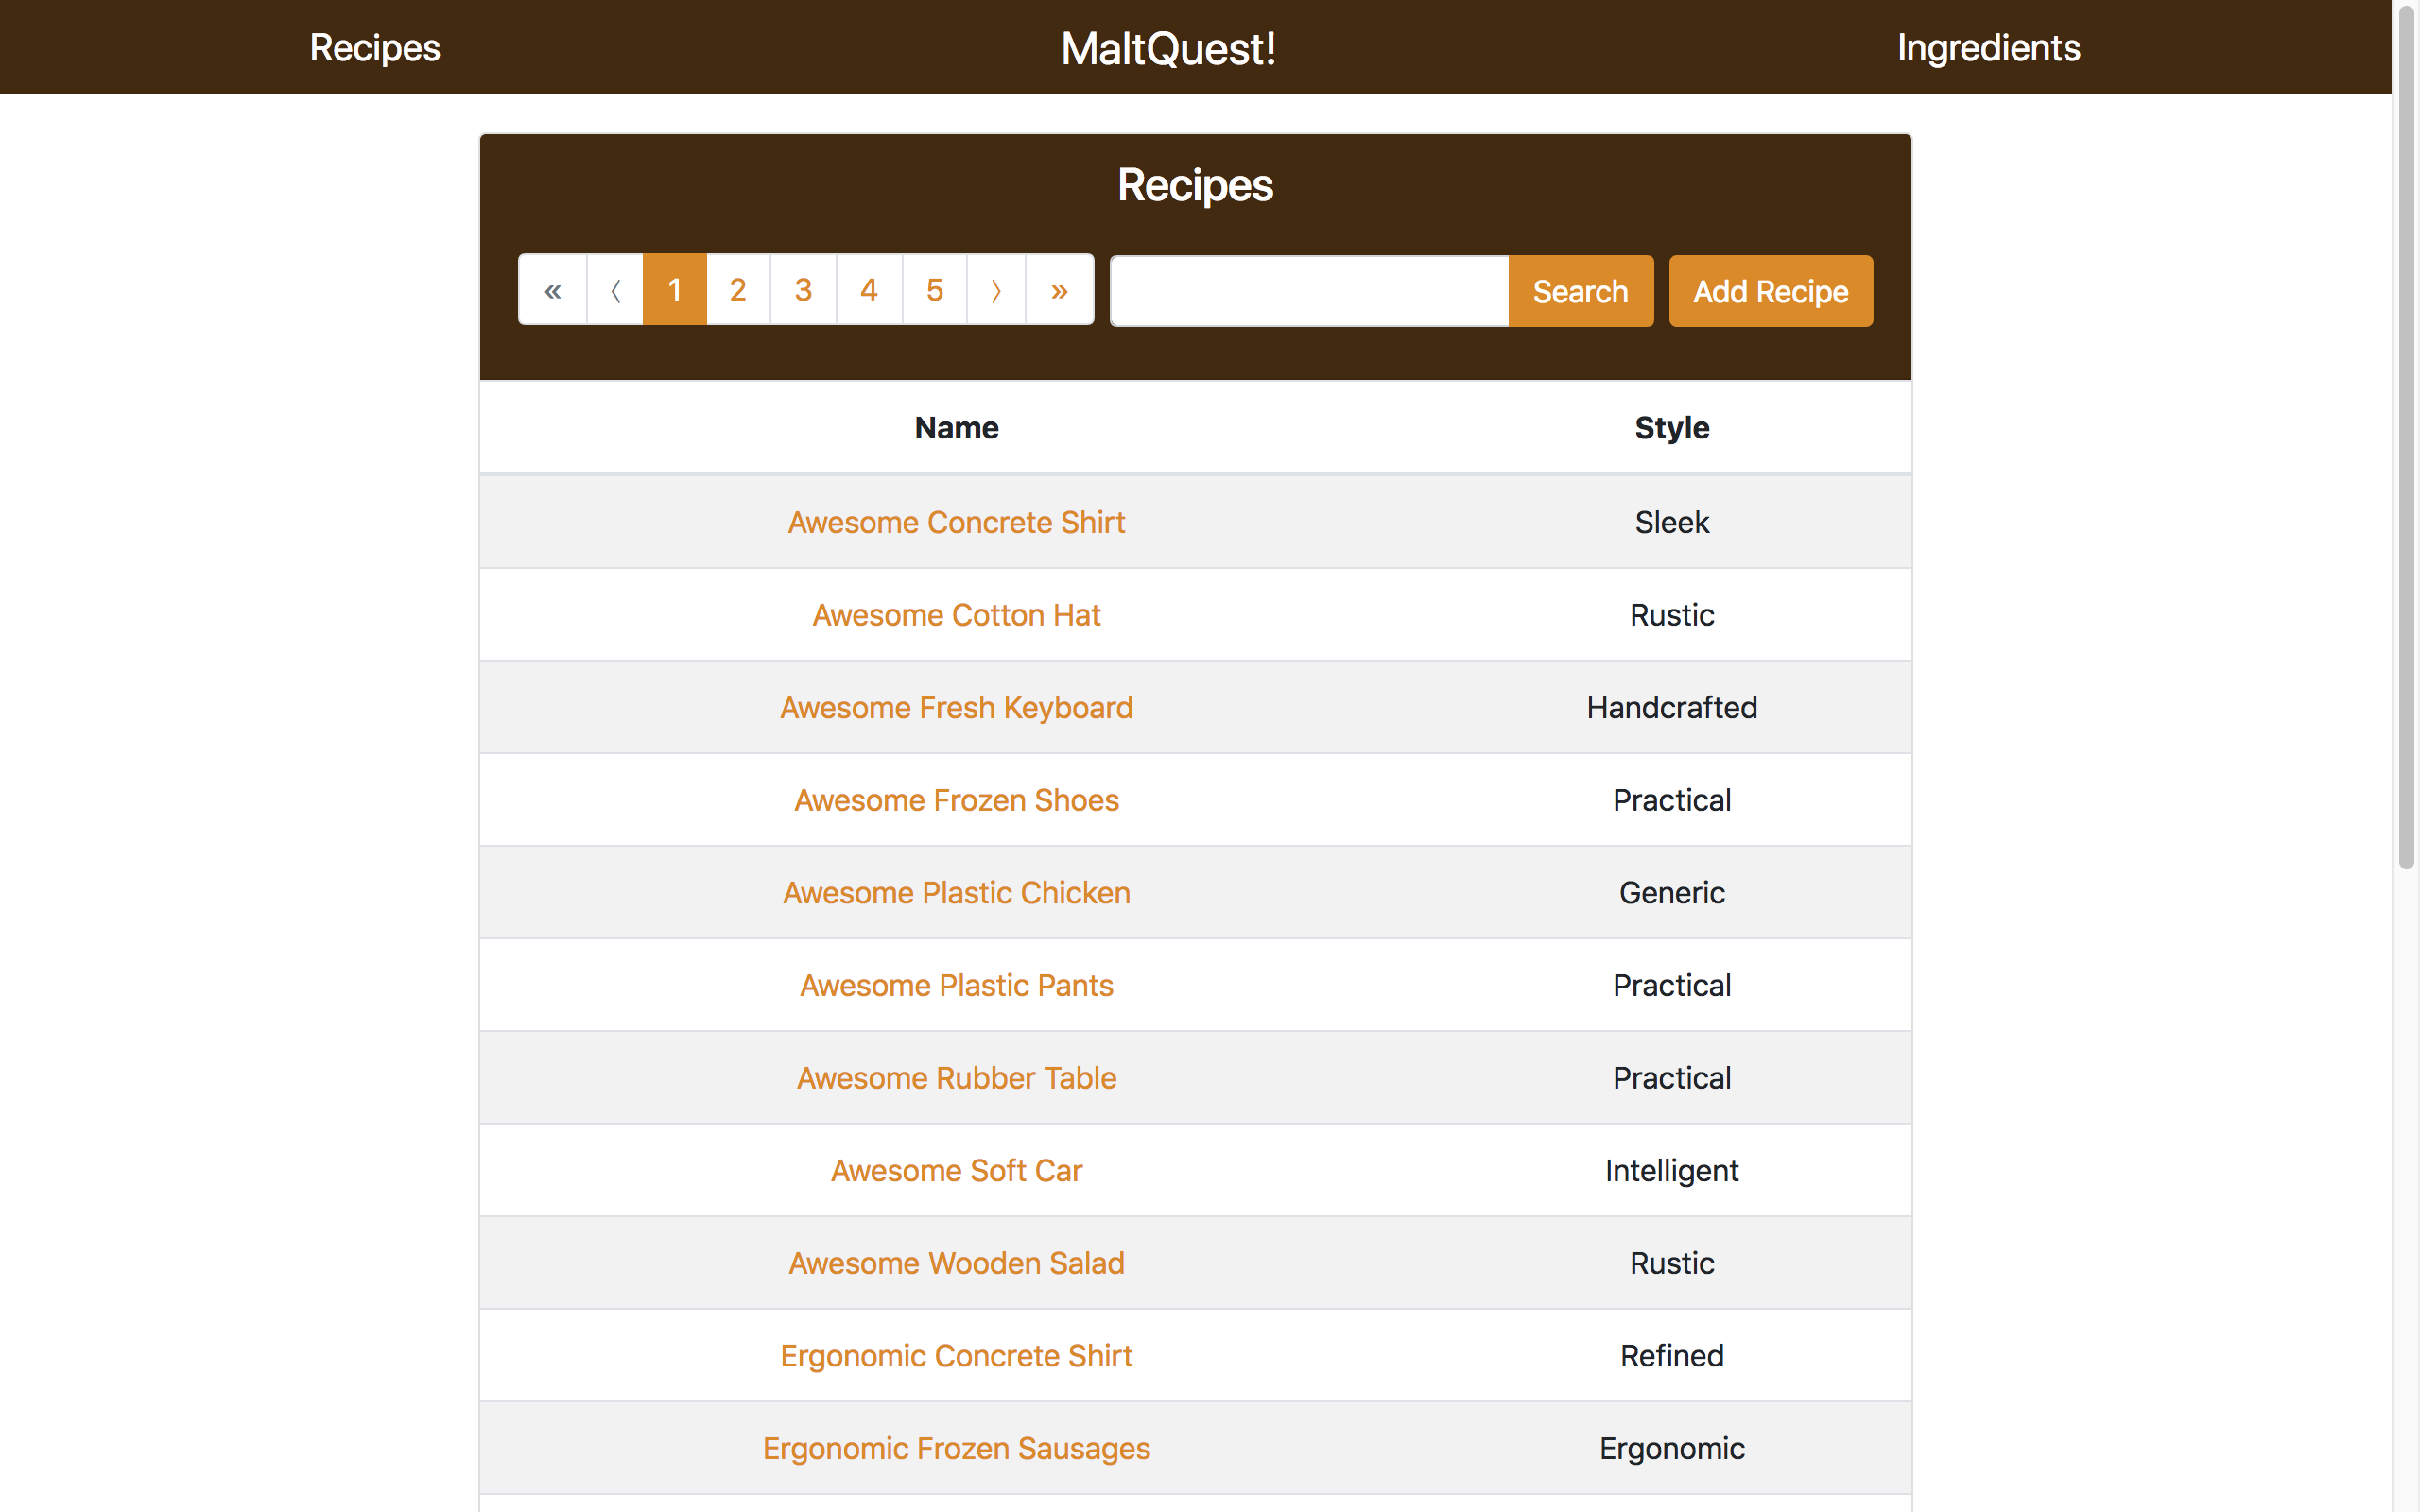 Recipes MaltQuest! Ingredients
Recipes
« 〈 1 2 3 4 5 〉 » Search Add Recipe
Name Style
Awesome Concrete Shirt Sleek
Awesome Cotton Hat Rustic
Awesome Fresh Keyboard Handcrafted
Awesome Frozen Shoes Practical
Awesome Plastic Chicken Generic
Awesome Plastic Pants Practical
Awesome Rubber Table Practical
Awesome Soft Car Intelligent
Awesome Wooden Salad Rustic
Ergonomic Concrete Shirt Refined
Ergonomic Frozen Sausages Ergonomic